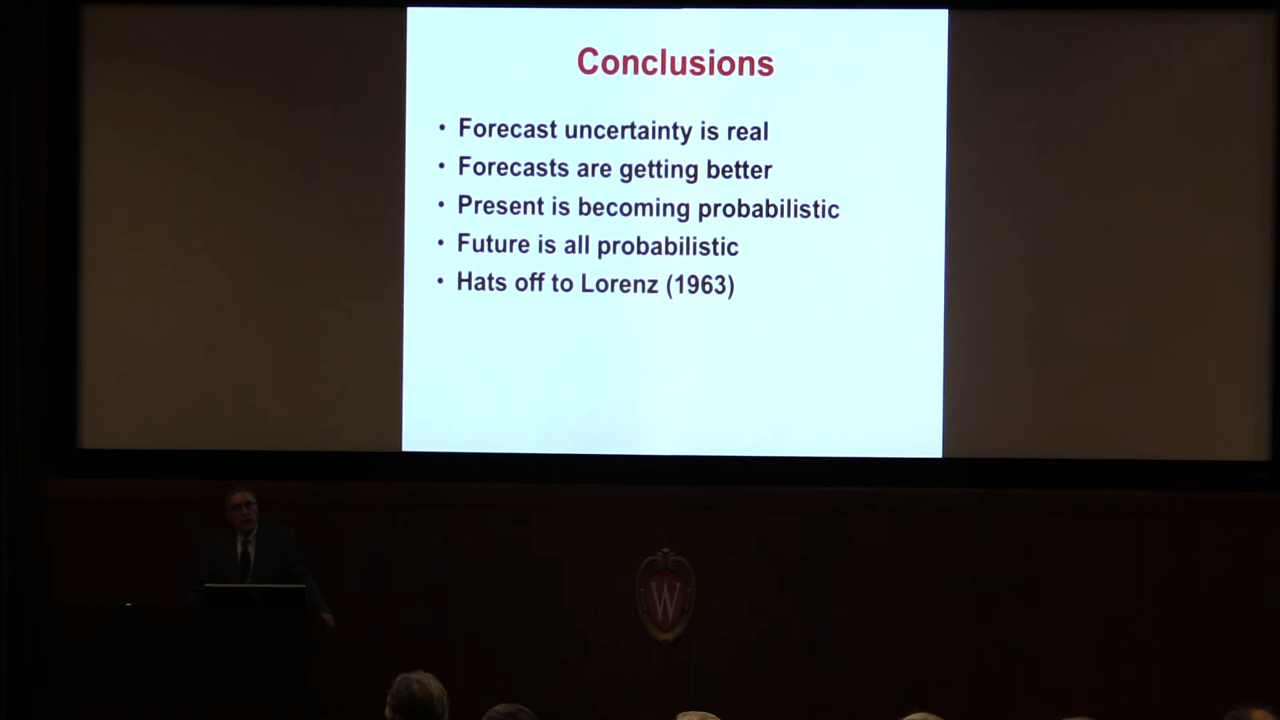 Conclusions
• Forecast uncertainty is real
• Forecasts are getting better
• Present is becoming probabilistic
• Future is all probabilistic
• Hats off to Lorenz (1963)
W